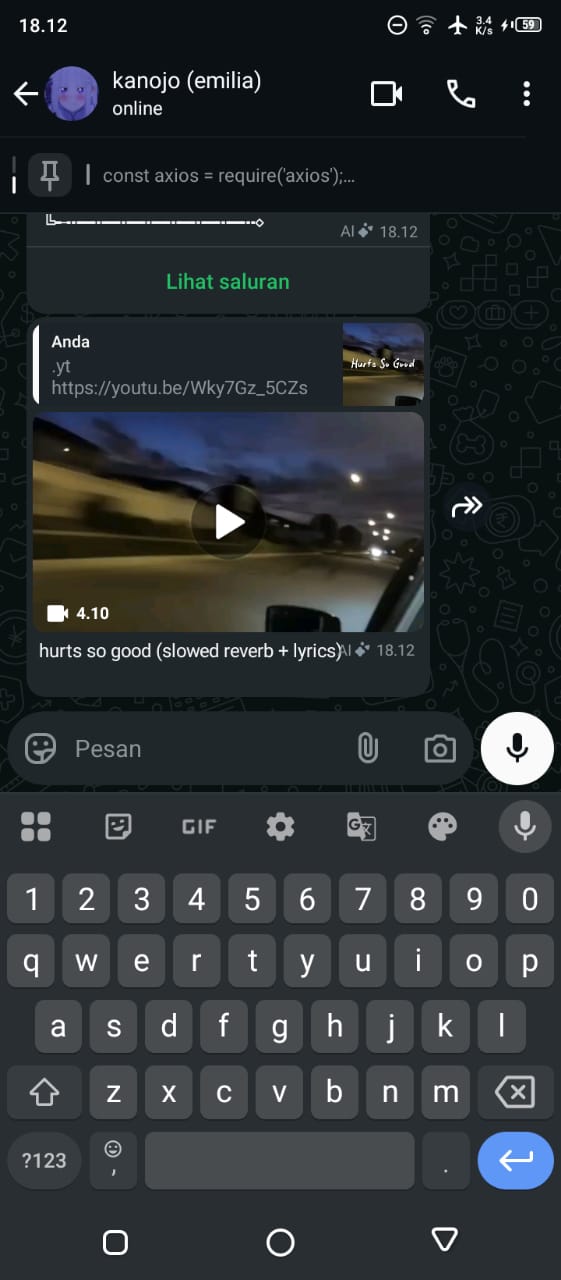 18.12
3.4
K/s
59
kanojo (emilia)
online
const axios = require('axios');…
AI 18.12
Lihat saluran
Anda
.yt
https://youtu.be/Wky7Gz_5CZs
Hurts So Good
4.10
hurts so good (slowed reverb + lyrics)
AI 18.12
Pesan
GIF
1 2 3 4 5 6 7 8 9 0
q w e r t y u i o p
a s d f g h j k l
z x c v b n m
?123 , .